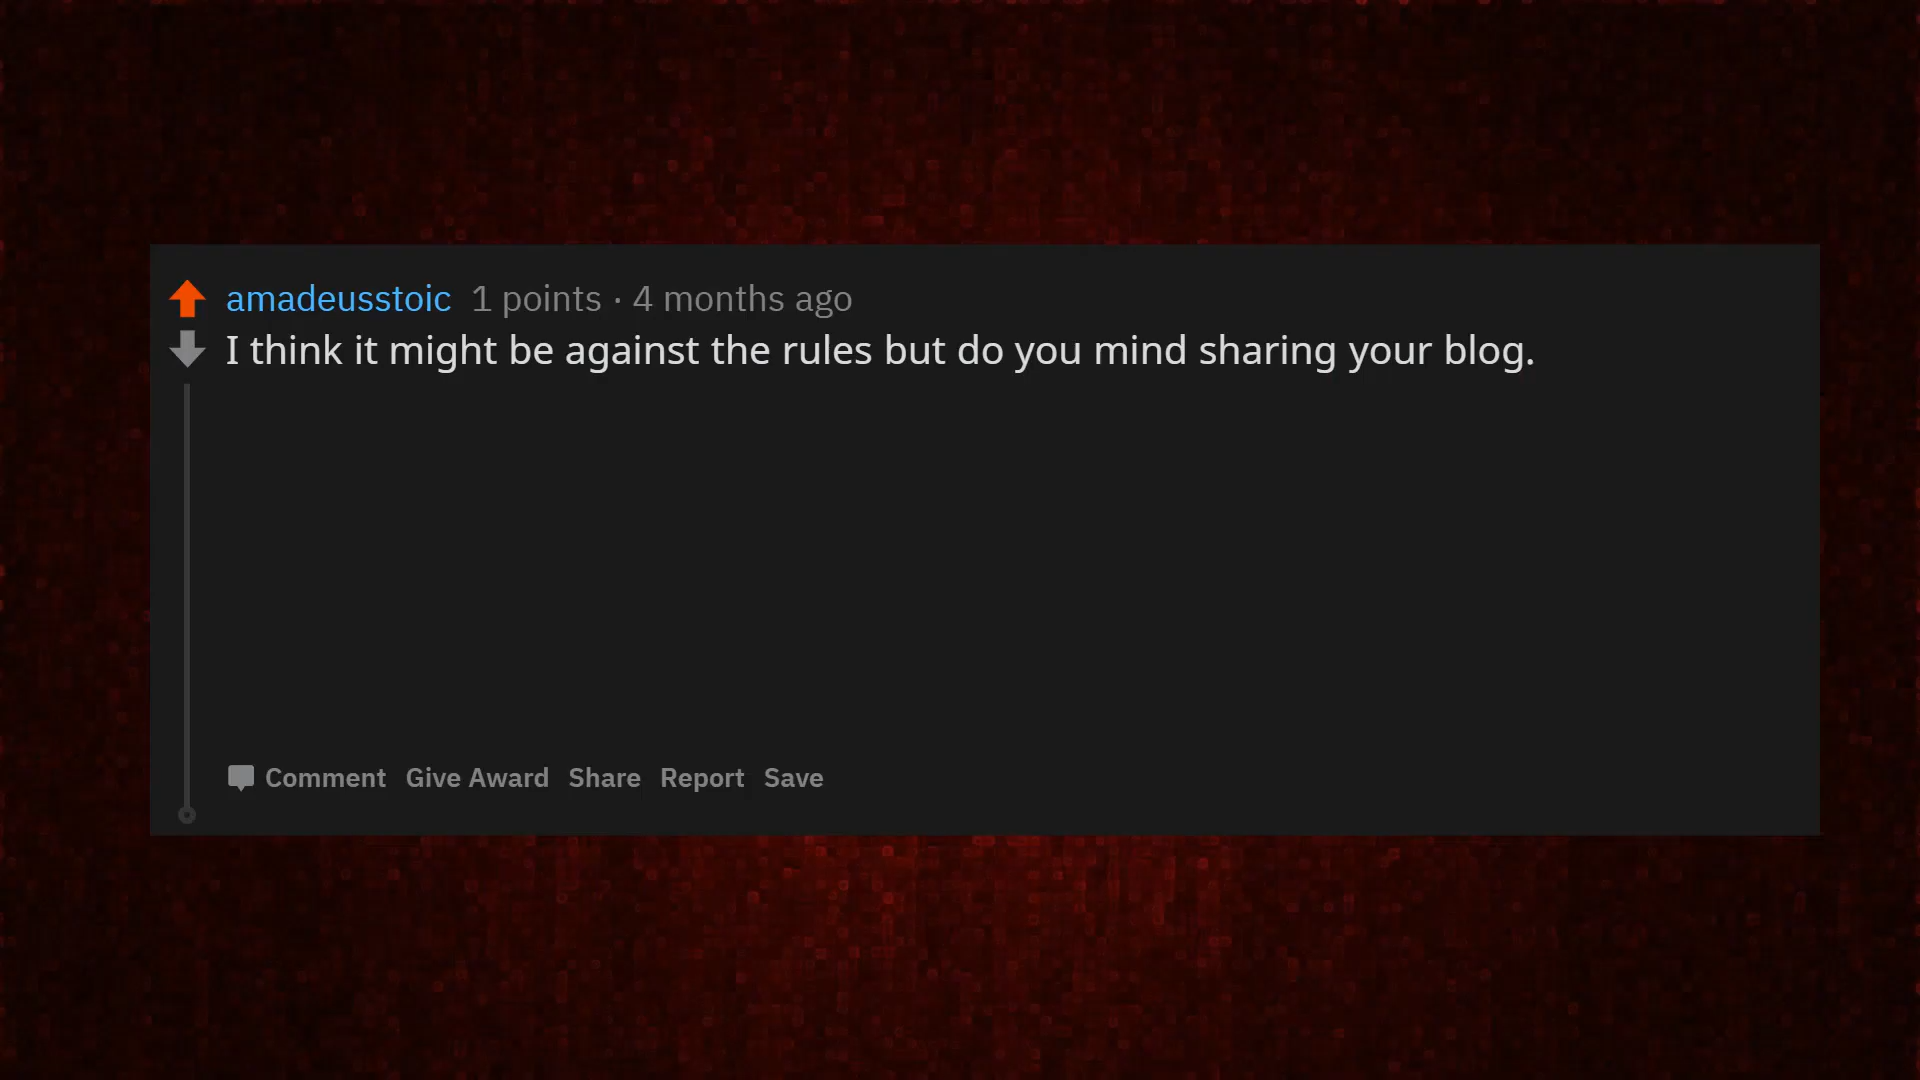 amadeusstoic 1 points · 4 months ago
I think it might be against the rules but do you mind sharing your blog.
Comment Give Award Share Report Save